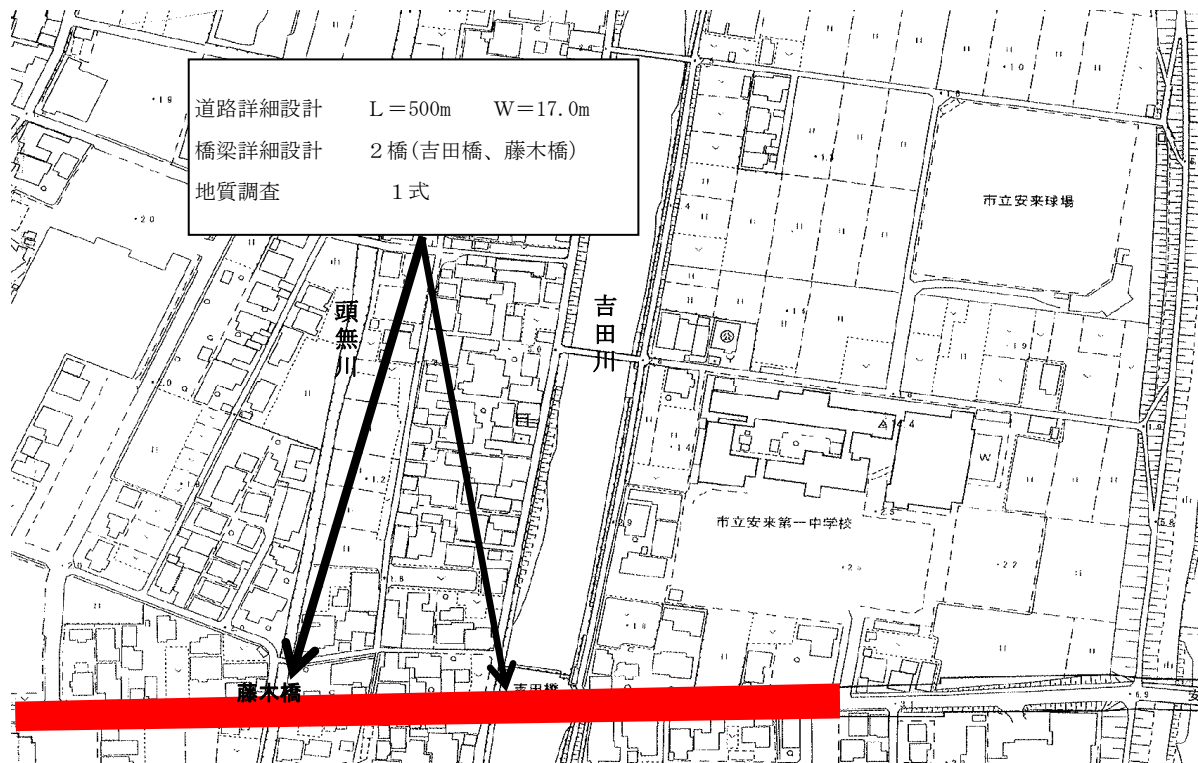 道路詳細設計　　L＝500m　　W＝17.0m
橋梁詳細設計　　２橋(吉田橋、藤木橋)
地質調査　　　　１式
市立安来球場
頭無川
吉田川
市立安来第一中学校
藤木橋
吉田橋